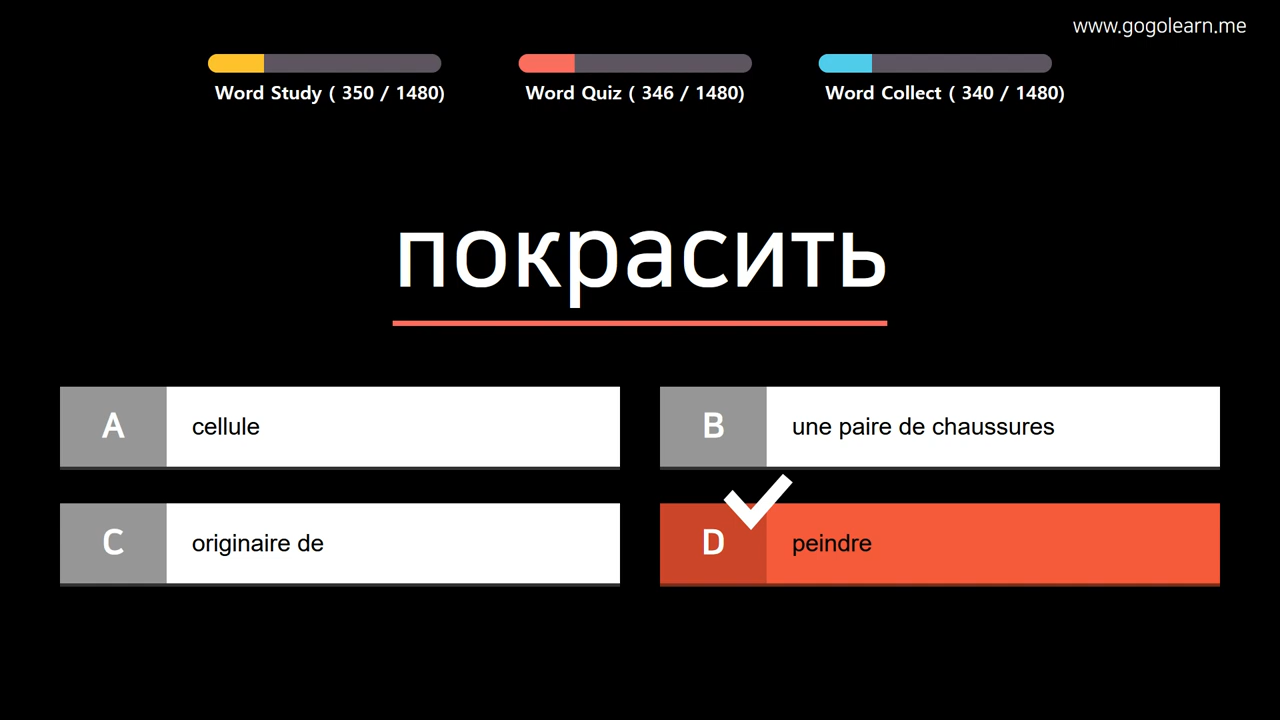 www.gogolearn.me
Word Study ( 350 / 1480)
Word Quiz ( 346 / 1480)
Word Collect ( 340 / 1480)
покрасить
A cellule
B une paire de chaussures
C originaire de
D peindre